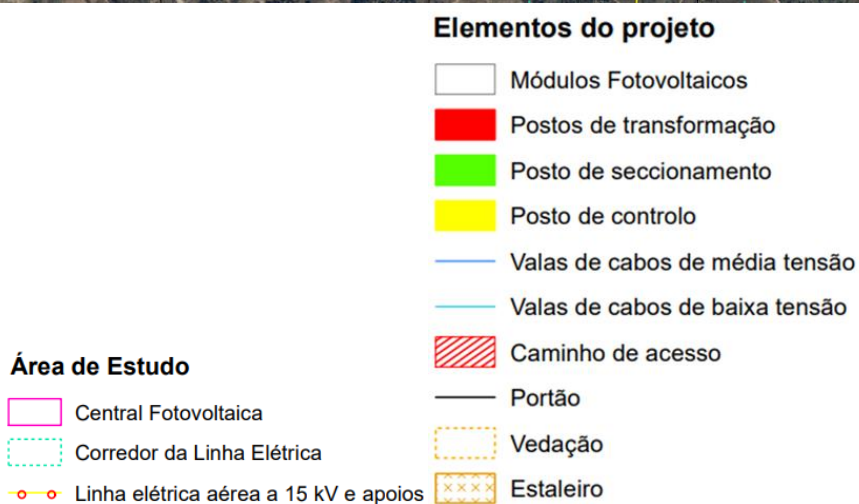 Elementos do projeto
Módulos Fotovoltaicos
Postos de transformação
Posto de seccionamento
Posto de controlo
Valas de cabos de média tensão
Valas de cabos de baixa tensão
Caminho de acesso
Portão
Vedação
Estaleiro
Área de Estudo
Central Fotovoltaica
Corredor da Linha Elétrica
Linha elétrica aérea a 15 kV e apoios